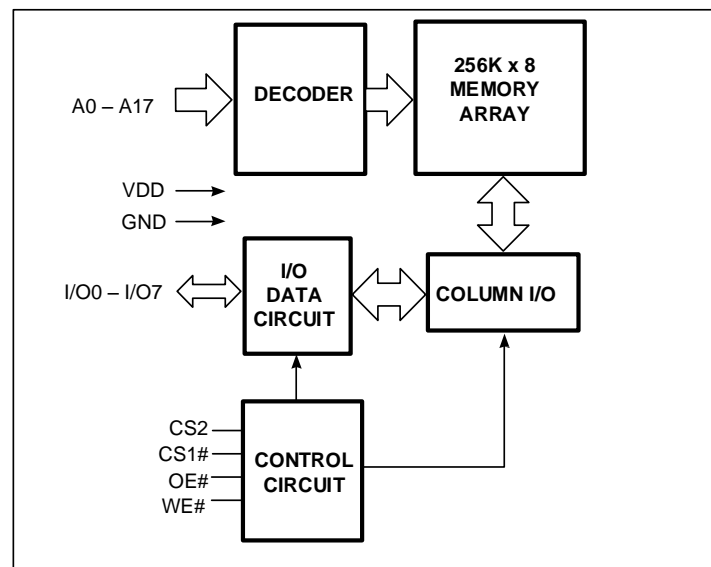 A0 – A17
DECODER
256K x 8
MEMORY
ARRAY
VDD
GND
I/O0 – I/O7
I/O
DATA
CIRCUIT
COLUMN I/O
CS2
CS1#
OE#
WE#
CONTROL
CIRCUIT